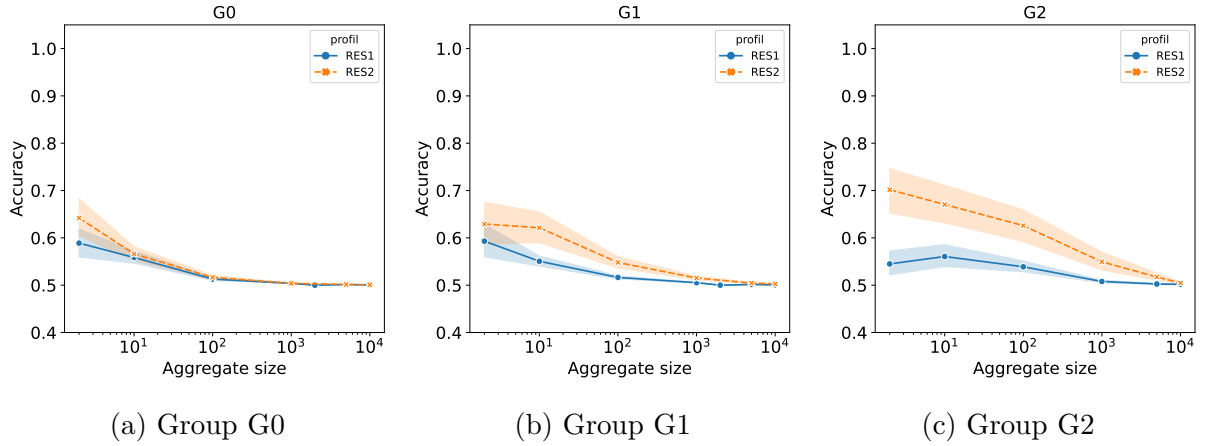 G0
profil
RES1
RES2
1.0
0.9
0.8
0.7
0.6
0.5
0.4
Accuracy
10^1
10^2
10^3
10^4
Aggregate size
(a) Group G0
G1
profil
RES1
RES2
1.0
0.9
0.8
0.7
0.6
0.5
0.4
Accuracy
10^1
10^2
10^3
10^4
Aggregate size
(b) Group G1
G2
profil
RES1
RES2
1.0
0.9
0.8
0.7
0.6
0.5
0.4
Accuracy
10^1
10^2
10^3
10^4
Aggregate size
(c) Group G2